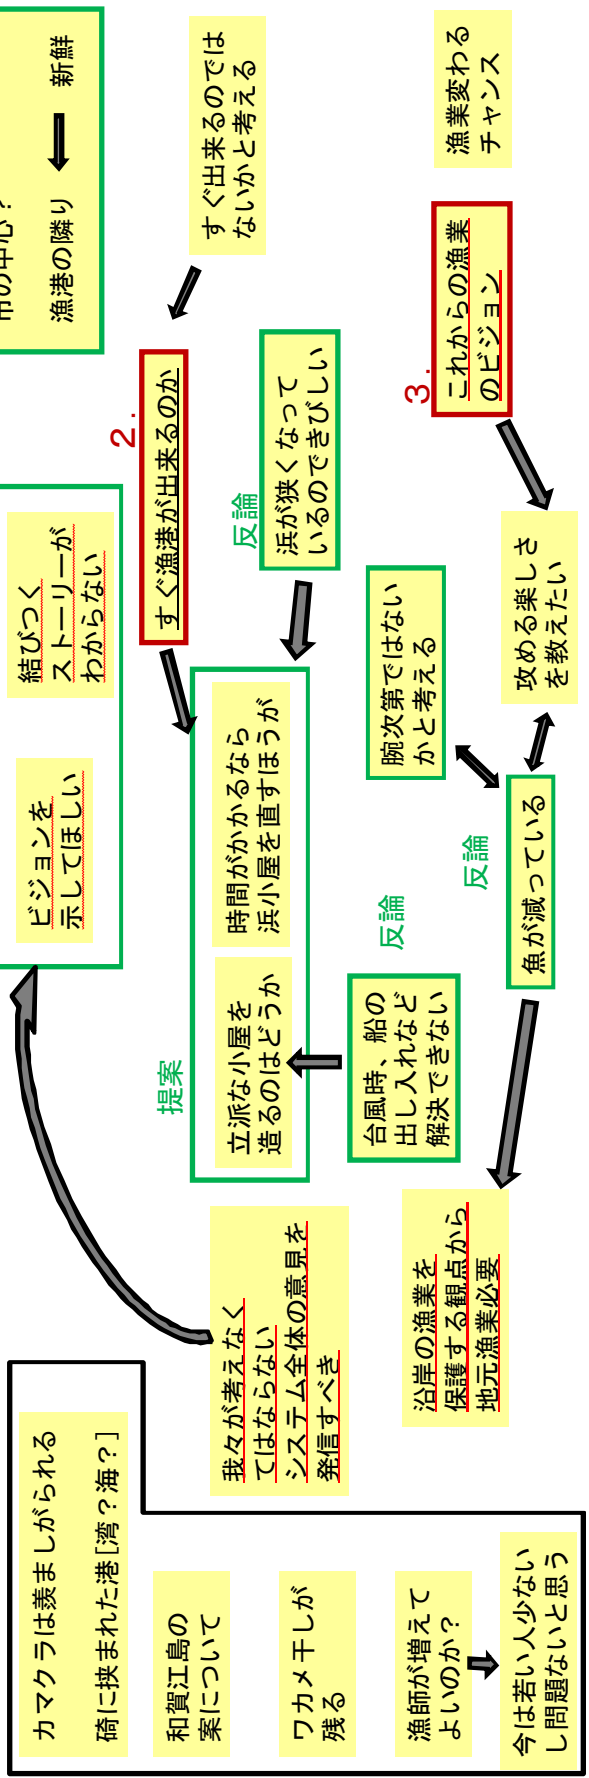 カマクラは羨ましがられる
碕に挟まれた港[湾？海？]
和賀江島の
案について
ワカメ干しが
残る
漁師が増えて
よいのか？
今は若い人少ない
し問題ないと思う
ビジョンを
示してほしい
結びつく
ストーリーが
わからない
市の中心？
漁港の隣り
新鮮
我々が考えなく
てはならない
システム全体の意見を
発信すべき
提案
立派な小屋を
造るのはどうか
時間がかかるなら
浜小屋を直すほうが
２．
すぐ漁港が出来るのか
すぐ出来るのでは
ないかと考える
反論
浜が狭くなって
いるのできびしい
反論
台風時、船の
出し入れなど
解決できない
反論
腕次第ではない
かと考える
沿岸の漁業を
保護する観点から
地元漁業必要
魚が減っている
攻める楽しさ
を教えたい
３．
これからの漁業
のビジョン
漁業変わる
チャンス